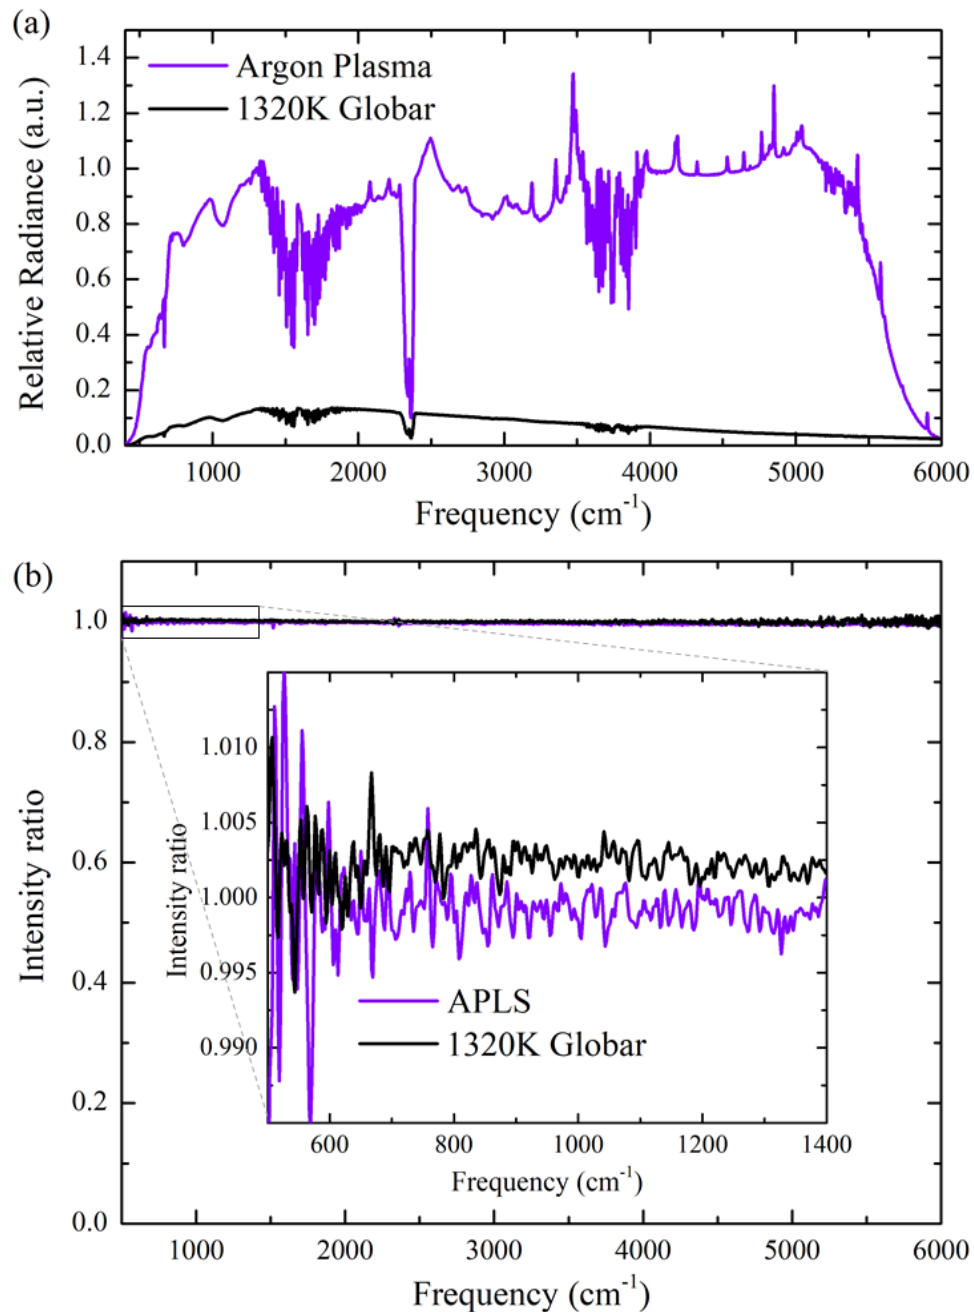 (a)
Relative Radiance (a.u.)
1.4
1.2
1.0
0.8
0.6
0.4
0.2
0.0
Argon Plasma
1320K Globar
1000 2000 3000 4000 5000 6000
Frequency (cm⁻¹)
(b)
Intensity ratio
1.0
0.8
0.6
0.4
0.2
0.0
Intensity ratio
1.010
1.005
1.000
0.995
0.990
APLS
1320K Globar
600 800 1000 1200 1400
Frequency (cm⁻¹)
1000 2000 3000 4000 5000 6000
Frequency (cm⁻¹)